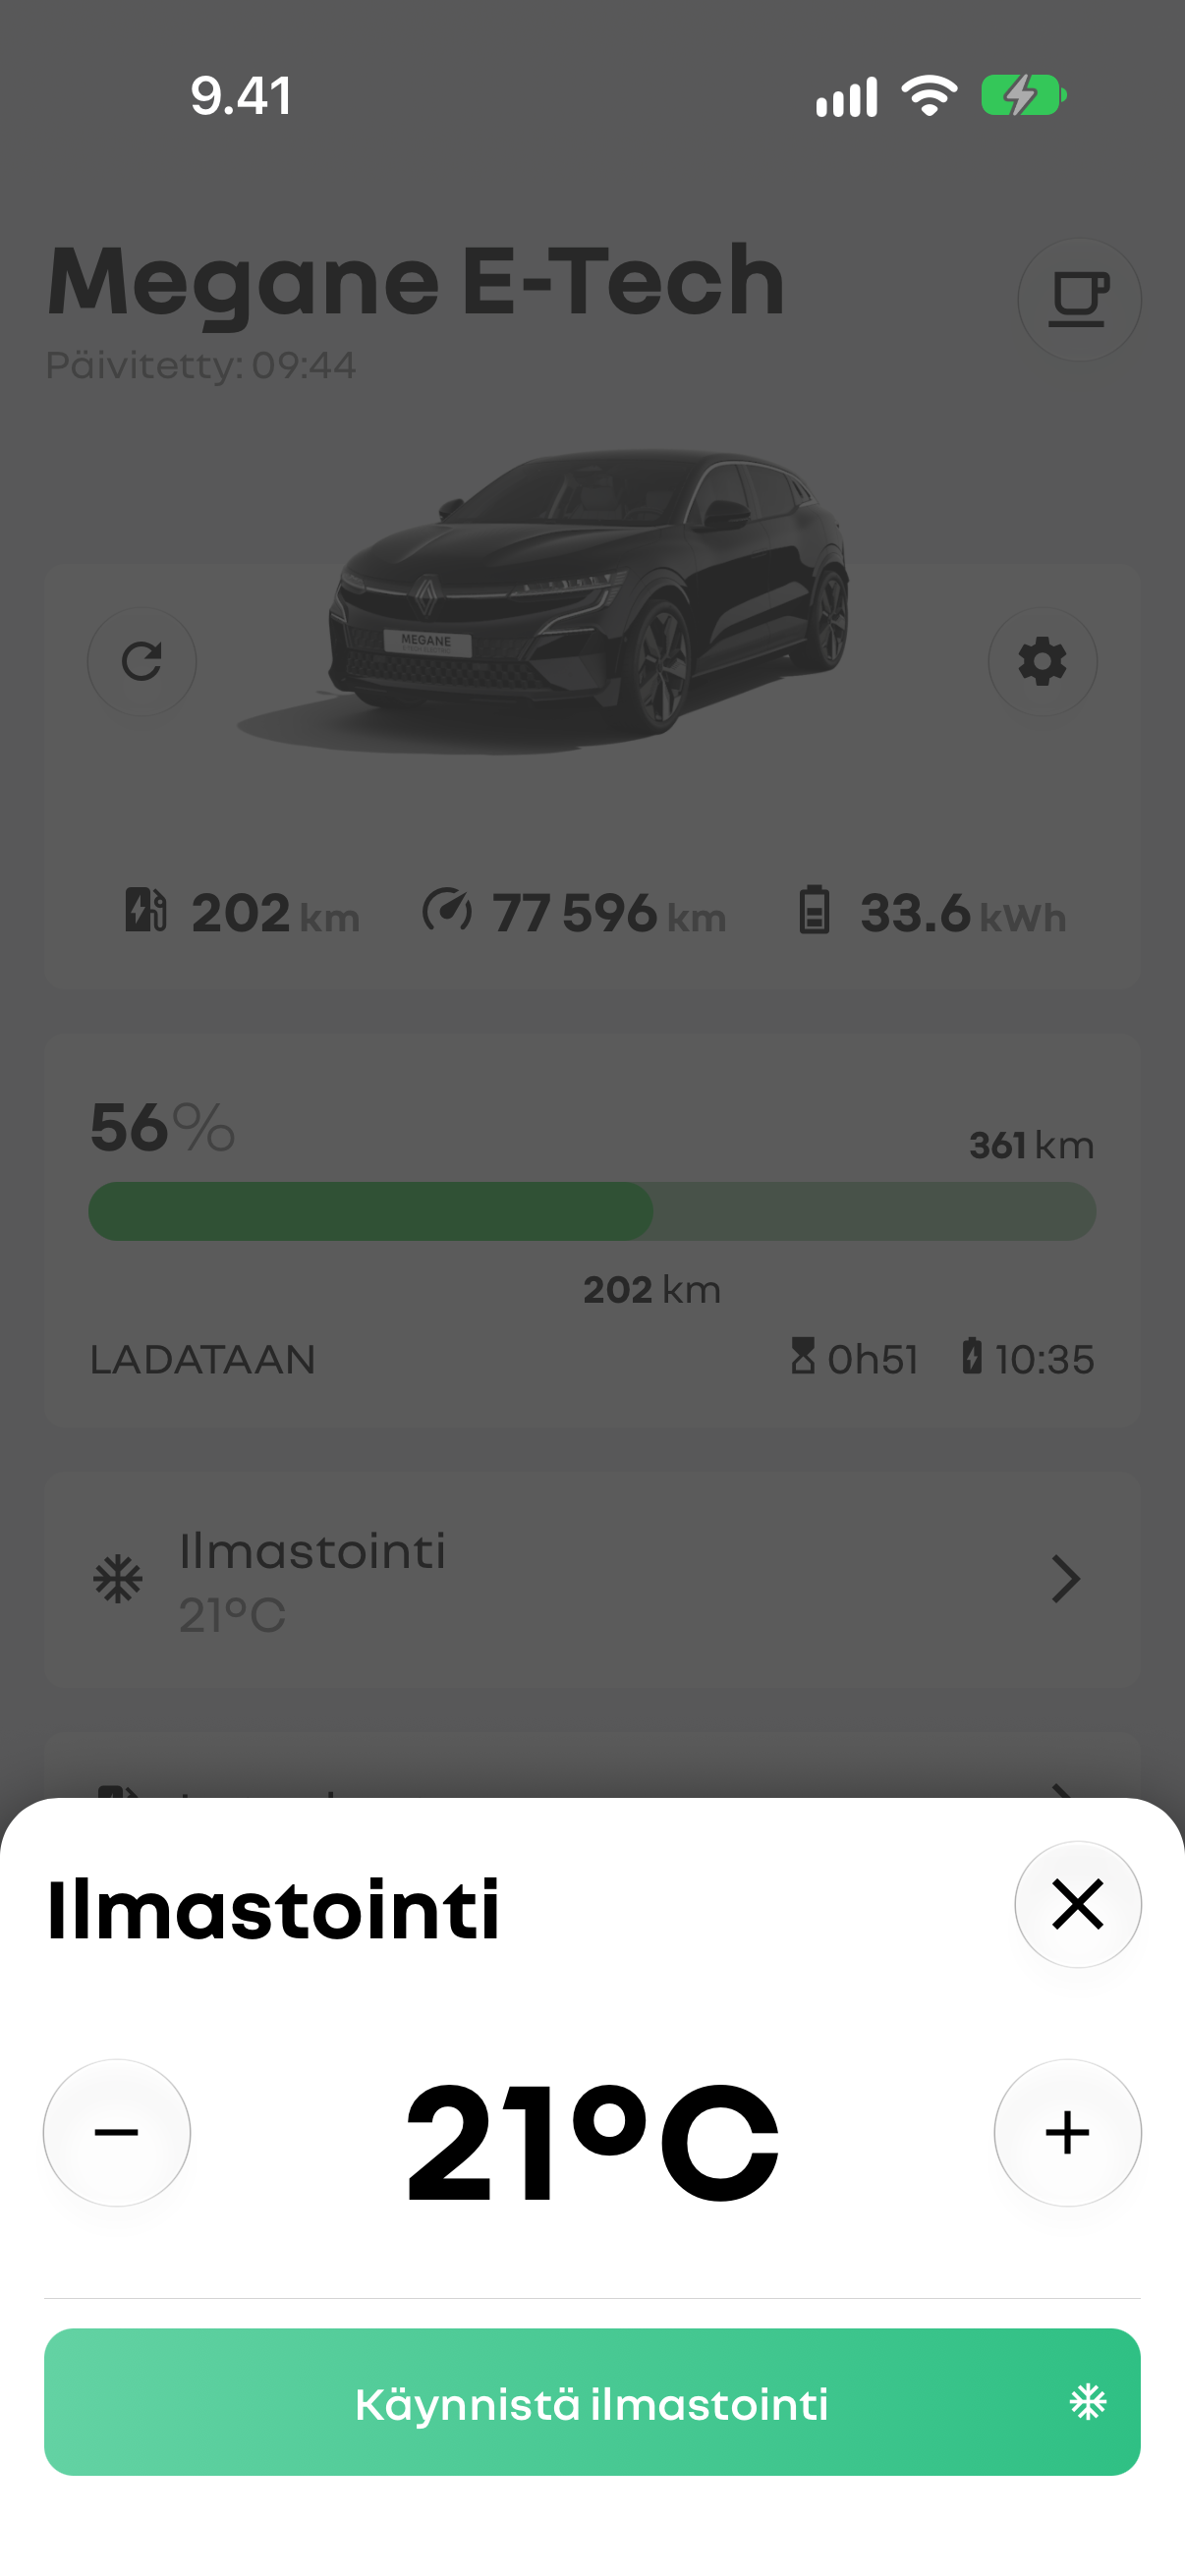 9.41
Megane E-Tech
Päivitetty: 09:44
MEGANE
202 km 77 596 km 33.6 kWh
56%
361 km
202 km
LADATAAN 0h51 10:35
Ilmastointi
21°C
Ilmastointi
21°C
Käynnistä ilmastointi